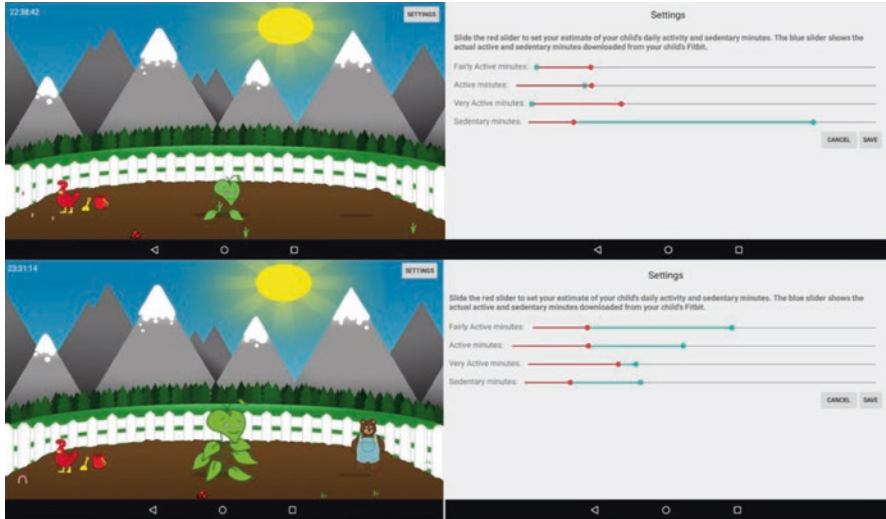 22:38:42
SETTINGS
Settings
Slide the red slider to set your estimate of your child's daily activity and sedentary minutes. The blue slider shows the
actual active and sedentary minutes downloaded from your child's Fitbit.
Fairly Active minutes:
Active minutes:
Very Active minutes:
Sedentary minutes:
CANCEL SAVE
23:31:14
SETTINGS
Settings
Slide the red slider to set your estimate of your child's daily activity and sedentary minutes. The blue slider shows the
actual active and sedentary minutes downloaded from your child's Fitbit.
Fairly Active minutes:
Active minutes:
Very Active minutes:
Sedentary minutes:
CANCEL SAVE